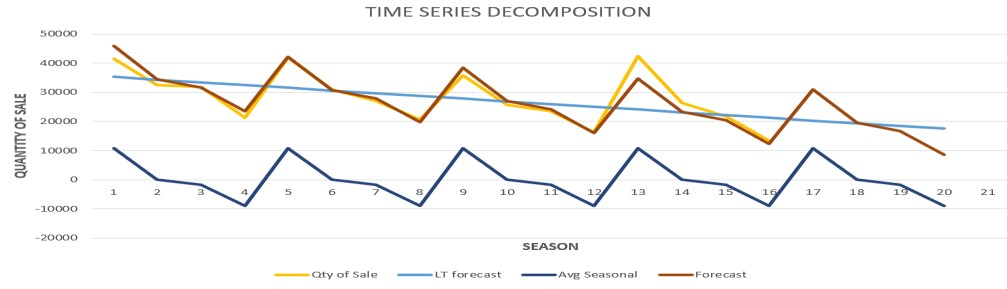 TIME SERIES DECOMPOSITION
50000
40000
30000
20000
10000
0
-10000
-20000
QUANTITY OF SALE
1 2 3 4 5 6 7 8 9 10 11 12 13 14 15 16 17 18 19 20 21
SEASON
Qty of Sale LT forecast Avg Seasonal Forecast